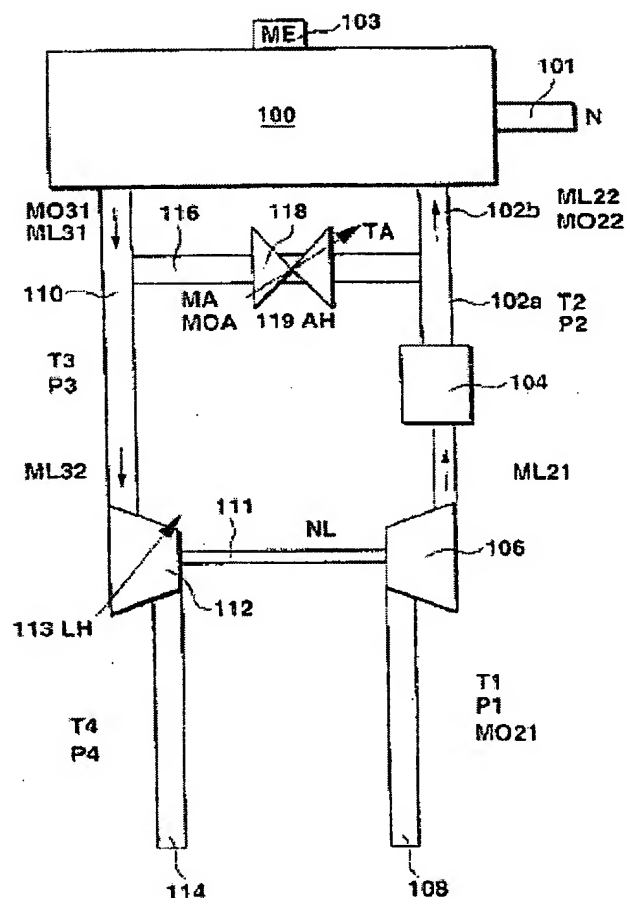 ME 103
101
100
N
MO31
ML31
116
118
TA
ML22
MO22
102b
110
MA
MOA
119 AH
102a
T2
P2
T3
P3
104
ML32
ML21
111
NL
106
113 LH
112
T1
P1
MO21
T4
P4
114
108